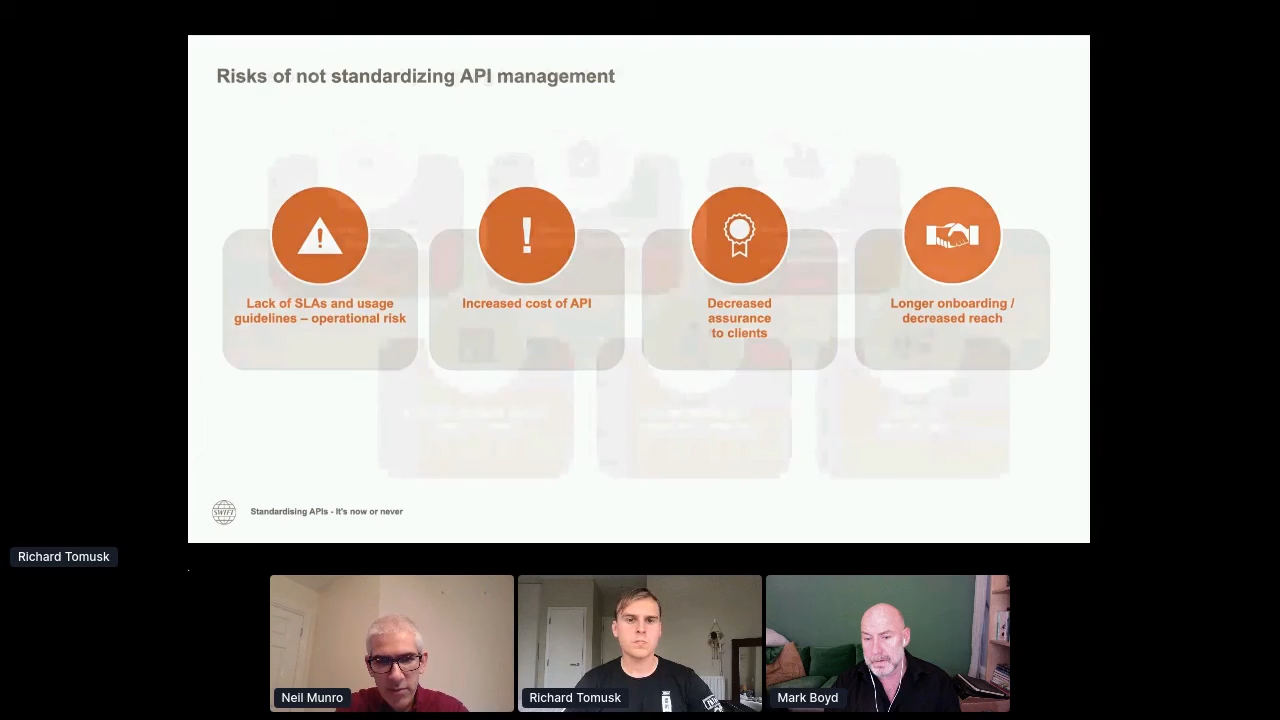 Risks of not standardizing API management
Lack of SLAs and usage
guidelines – operational risk
Increased cost of API
Decreased
assurance
to clients
Longer onboarding /
decreased reach
SWIFT
Standardising APIs - It's now or never
Richard Tomusk
Neil Munro
Richard Tomusk
Mark Boyd